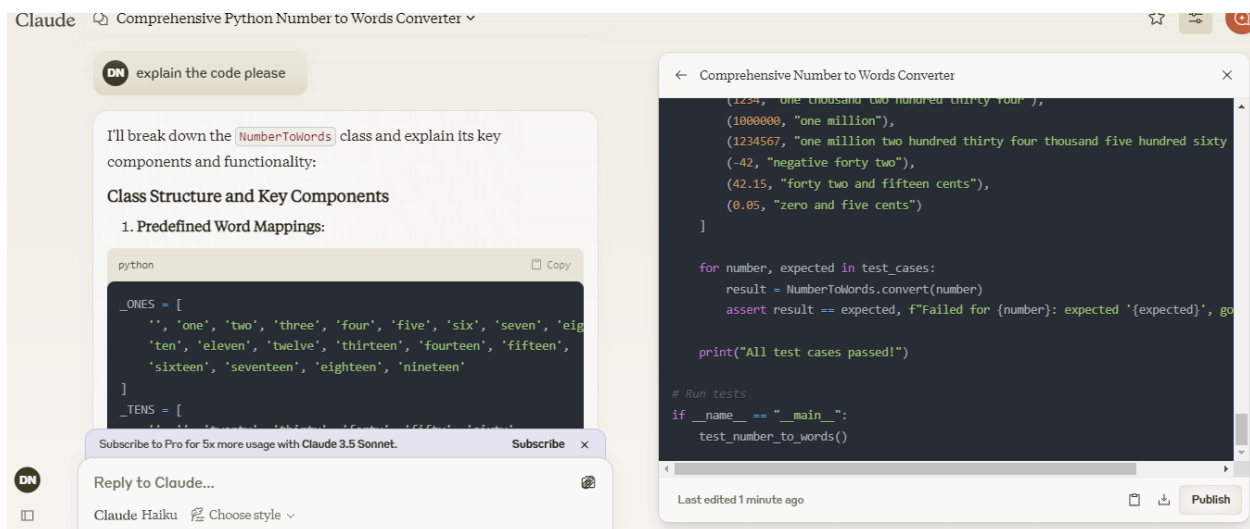 Claude
Comprehensive Python Number to Words Converter
DN
explain the code please
I'll break down the NumberToWords class and explain its key
components and functionality:
Class Structure and Key Components
1. Predefined Word Mappings:
python
Copy
_ONES = [
'', 'one', 'two', 'three', 'four', 'five', 'six', 'seven', 'eig
'ten', 'eleven', 'twelve', 'thirteen', 'fourteen', 'fifteen',
'sixteen', 'seventeen', 'eighteen', 'nineteen'
]
_TENS = [
Subscribe to Pro for 5x more usage with Claude 3.5 Sonnet.
Subscribe
DN
Reply to Claude...
Claude Haiku
Choose style
Comprehensive Number to Words Converter
(1234, "one thousand two hundred thirty four"),
(1000000, "one million"),
(1234567, "one million two hundred thirty four thousand five hundred sixty
(-42, "negative forty two"),
(42.15, "forty two and fifteen cents"),
(0.05, "zero and five cents")
]
for number, expected in test_cases:
result = NumberToWords.convert(number)
assert result == expected, f"Failed for {number}: expected '{expected}', go
print("All test cases passed!")
# Run tests
if __name__ == "__main__":
test_number_to_words()
Last edited 1 minute ago
Publish